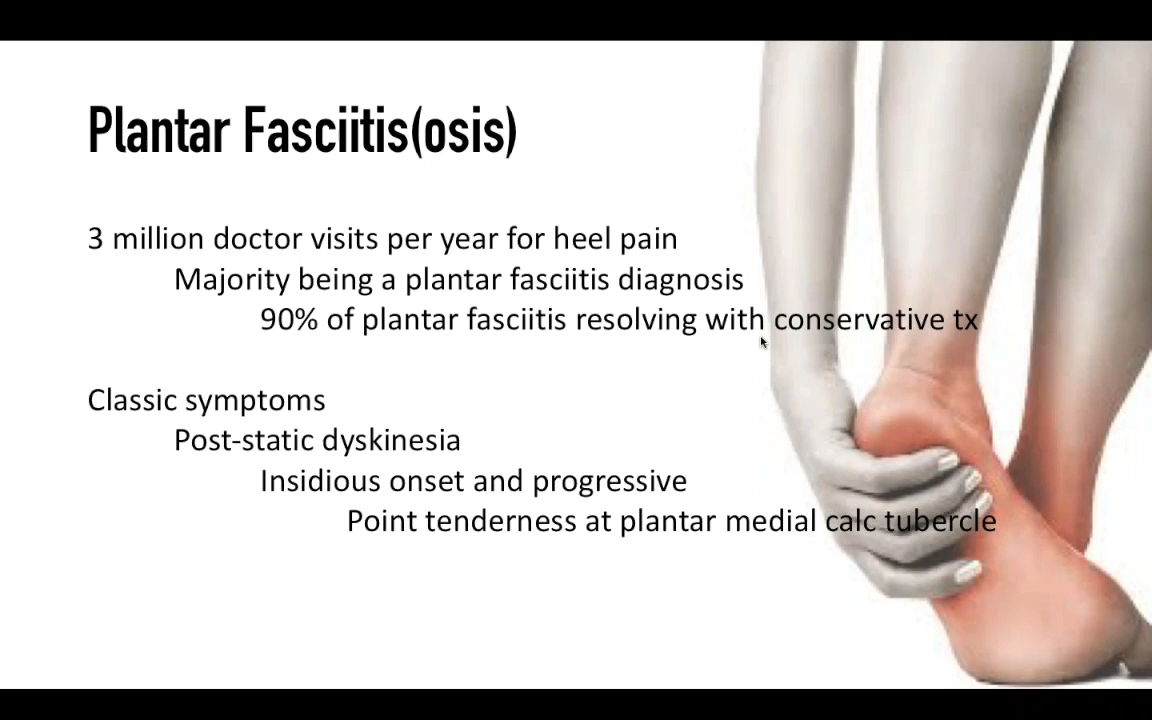 Plantar Fasciitis(osis)
3 million doctor visits per year for heel pain
Majority being a plantar fasciitis diagnosis
90% of plantar fasciitis resolving with conservative tx
Classic symptoms
Post-static dyskinesia
Insidious onset and progressive
Point tenderness at plantar medial calc tubercle